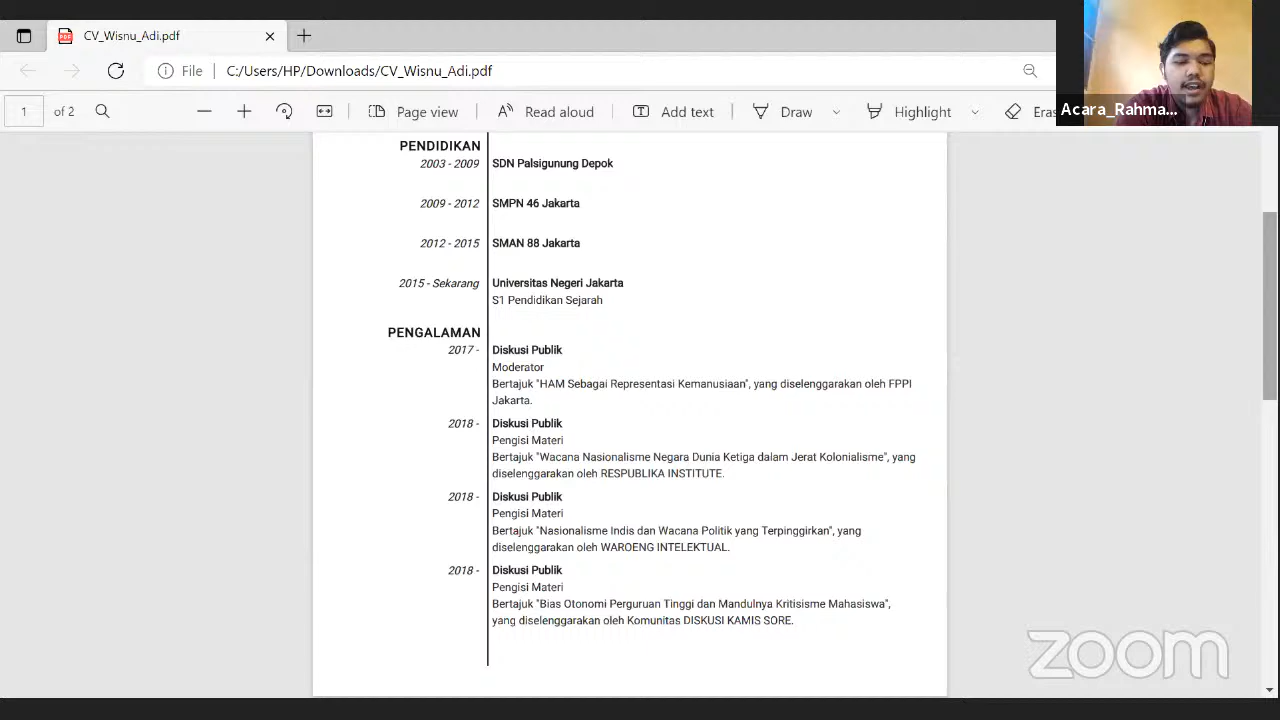 CV_Wisnu_Adi.pdf
File C:/Users/HP/Downloads/CV_Wisnu_Adi.pdf
1 of 2 Page view Read aloud Add text Draw Highlight Eras
Acara_Rahma...
PENDIDIKAN
2003 - 2009 SDN Palsigunung Depok
2009 - 2012 SMPN 46 Jakarta
2012 - 2015 SMAN 88 Jakarta
2015 - Sekarang Universitas Negeri Jakarta
S1 Pendidikan Sejarah
PENGALAMAN
2017 - Diskusi Publik
Moderator
Bertajuk "HAM Sebagai Representasi Kemanusiaan", yang diselenggarakan oleh FPPI
Jakarta.
2018 - Diskusi Publik
Pengisi Materi
Bertajuk "Wacana Nasionalisme Negara Dunia Ketiga dalam Jerat Kolonialisme", yang
diselenggarakan oleh RESPUBLIKA INSTITUTE.
2018 - Diskusi Publik
Pengisi Materi
Bertajuk "Nasionalisme Indis dan Wacana Politik yang Terpinggirkan", yang
diselenggarakan oleh WAROENG INTELEKTUAL.
2018 - Diskusi Publik
Pengisi Materi
Bertajuk "Bias Otonomi Perguruan Tinggi dan Mandulnya Kritisisme Mahasiswa",
yang diselenggarakan oleh Komunitas DISKUSI KAMIS SORE.
zoom